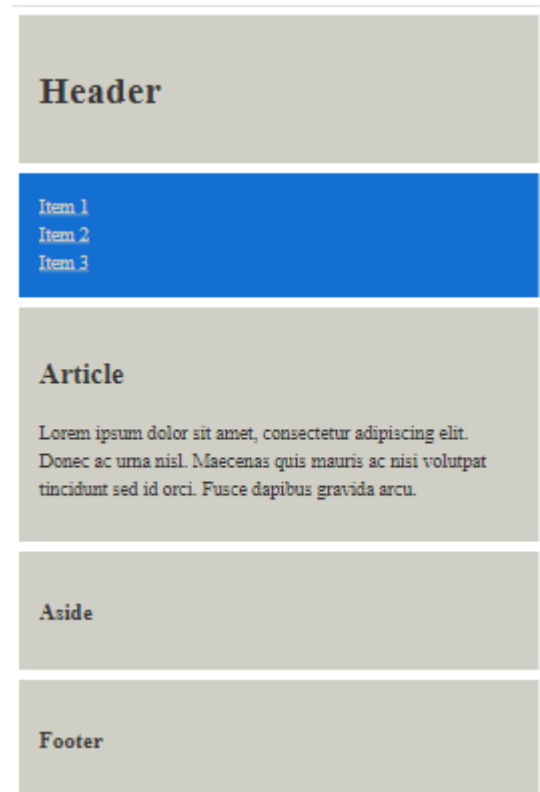 Header
Item 1
Item 2
Item 3
Article
Lorem ipsum dolor sit amet, consectetur adipiscing elit.
Donec ac urna nisl. Maecenas quis mauris ac nisi volutpat
tincidunt sed id orci. Fusce dapibus gravida arcu.
Aside
Footer